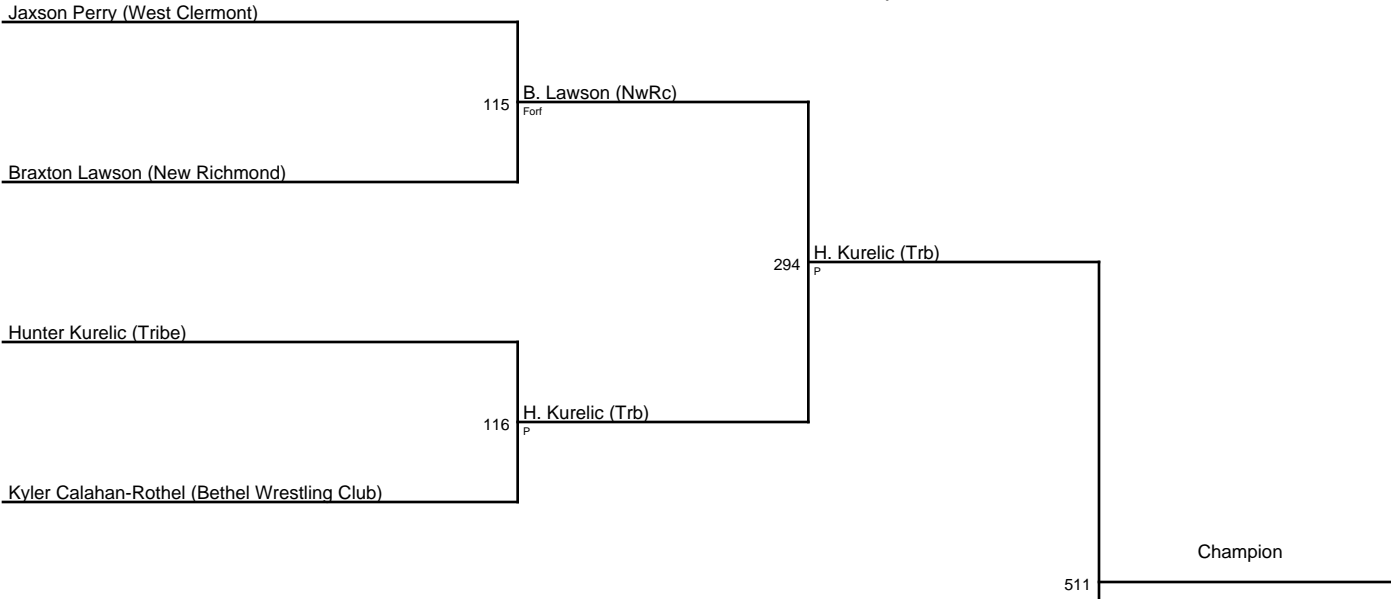 Jaxson Perry (West Clermont)
115 B. Lawson (NwRc)
Forf
Braxton Lawson (New Richmond)
294 H. Kurelic (Trb)
P
Hunter Kurelic (Tribe)
116 H. Kurelic (Trb)
P
Kyler Calahan-Rothel (Bethel Wrestling Club)
Champion
511